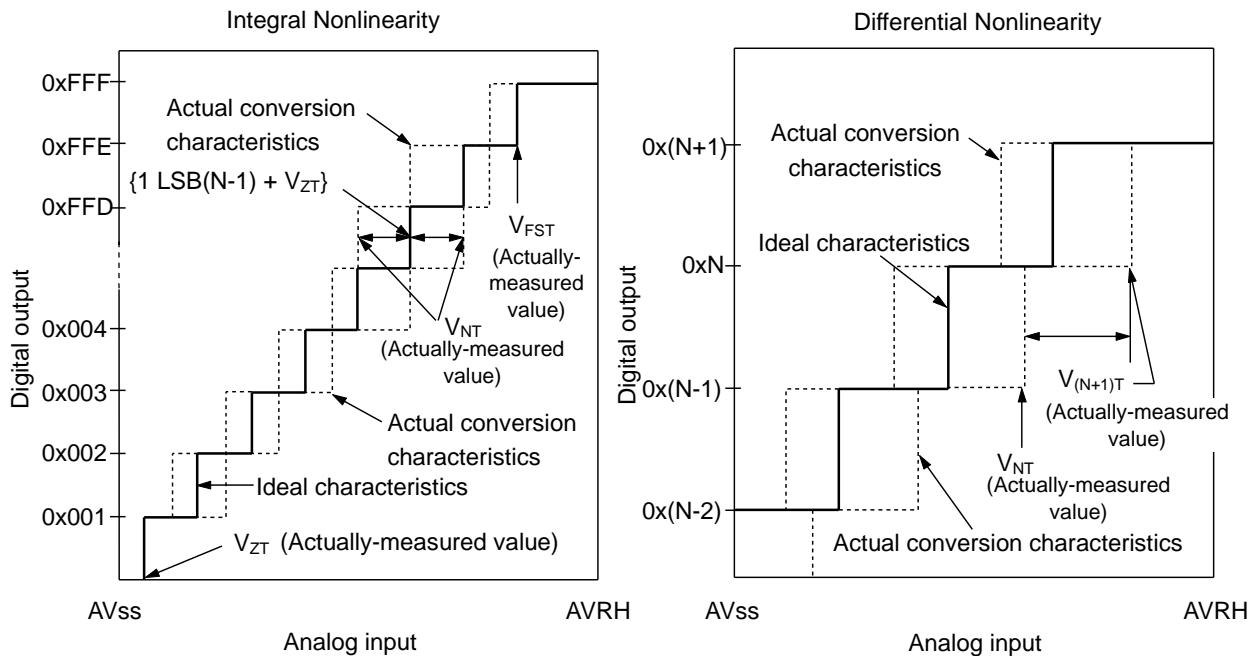 Integral Nonlinearity
0xFFF
0xFFE
0xFFD
0x004
0x003
0x002
0x001
Digital output
Actual conversion
characteristics
{1 LSB(N-1) + VZT}
VFST
(Actually-
measured
value)
VNT
(Actually-measured
value)
Actual conversion
characteristics
Ideal characteristics
VZT (Actually-measured value)
AVss
AVRH
Analog input
Differential Nonlinearity
0x(N+1)
0xN
0x(N-1)
0x(N-2)
Digital output
Actual conversion
characteristics
Ideal characteristics
V(N+1)T
(Actually-measured
value)
VNT
(Actually-measured
value)
Actual conversion characteristics
AVss
AVRH
Analog input